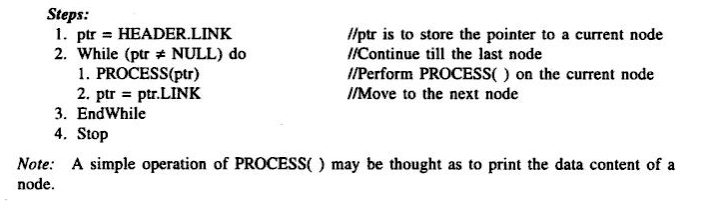 Steps:
1. ptr = HEADER.LINK //ptr is to store the pointer to a current node
2. While (ptr ≠ NULL) do //Continue till the last node
1. PROCESS(ptr) //Perform PROCESS( ) on the current node
2. ptr = ptr.LINK //Move to the next node
3. EndWhile
4. Stop
Note: A simple operation of PROCESS( ) may be thought as to print the data content of a
node.